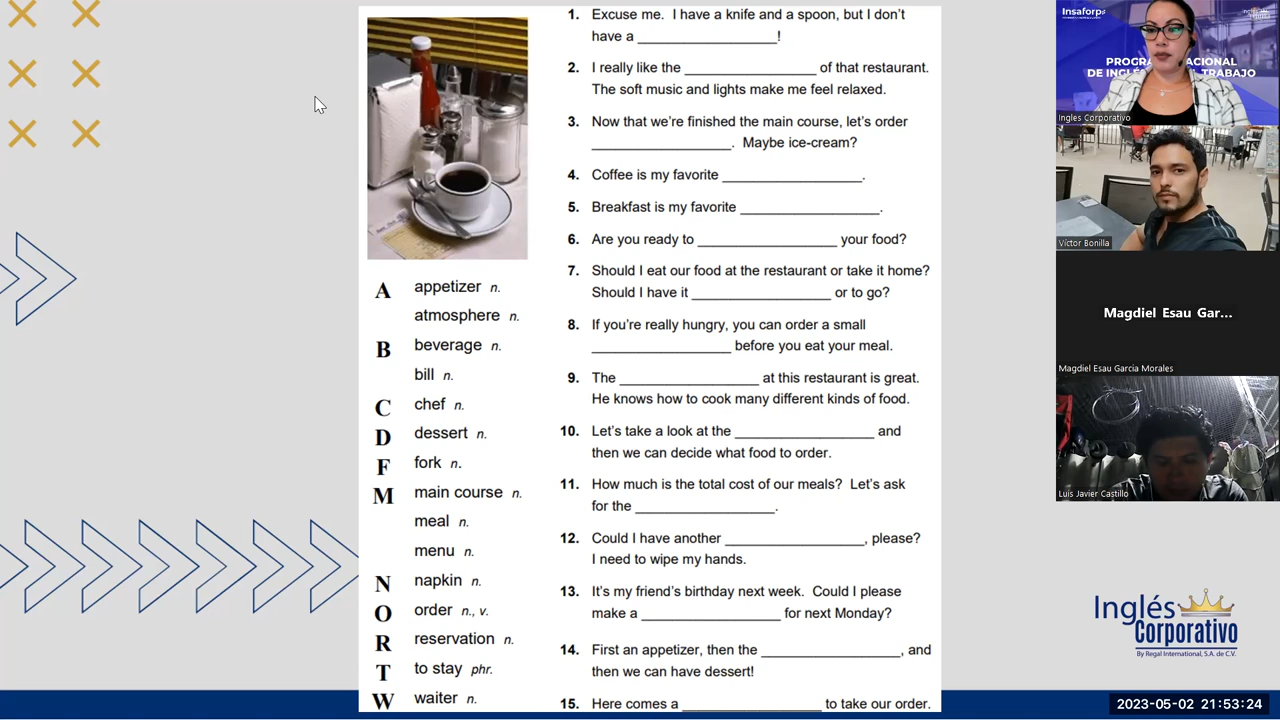 1. Excuse me. I have a knife and a spoon, but I don't
have a _________________!
2. I really like the ________________ of that restaurant.
The soft music and lights make me feel relaxed.
3. Now that we're finished the main course, let's order
_________________. Maybe ice-cream?
4. Coffee is my favorite _________________.
5. Breakfast is my favorite _________________.
6. Are you ready to _________________ your food?
7. Should I eat our food at the restaurant or take it home?
Should I have it _________________ or to go?
8. If you're really hungry, you can order a small
_________________ before you eat your meal.
9. The _________________ at this restaurant is great.
He knows how to cook many different kinds of food.
10. Let's take a look at the _________________ and
then we can decide what food to order.
11. How much is the total cost of our meals? Let's ask
for the _________________.
12. Could I have another _________________, please?
I need to wipe my hands.
13. It's my friend's birthday next week. Could I please
make a _________________ for next Monday?
14. First an appetizer, then the _________________, and
then we can have dessert!
15. Here comes a _________________ to take our order.
A appetizer n.
atmosphere n.
B beverage n.
bill n.
C chef n.
D dessert n.
F fork n.
M main course n.
meal n.
menu n.
N napkin n.
O order n., v.
R reservation n.
T to stay phr.
W waiter n.
Insaforp
Ingles Corporativo
Víctor Bonilla
Magdiel Esau Gar...
Magdiel Esau Garcia Morales
Luis Javier Castillo
Inglés
Corporativo
By Regal International, S.A. de C.V.
2023-05-02 21:53:24